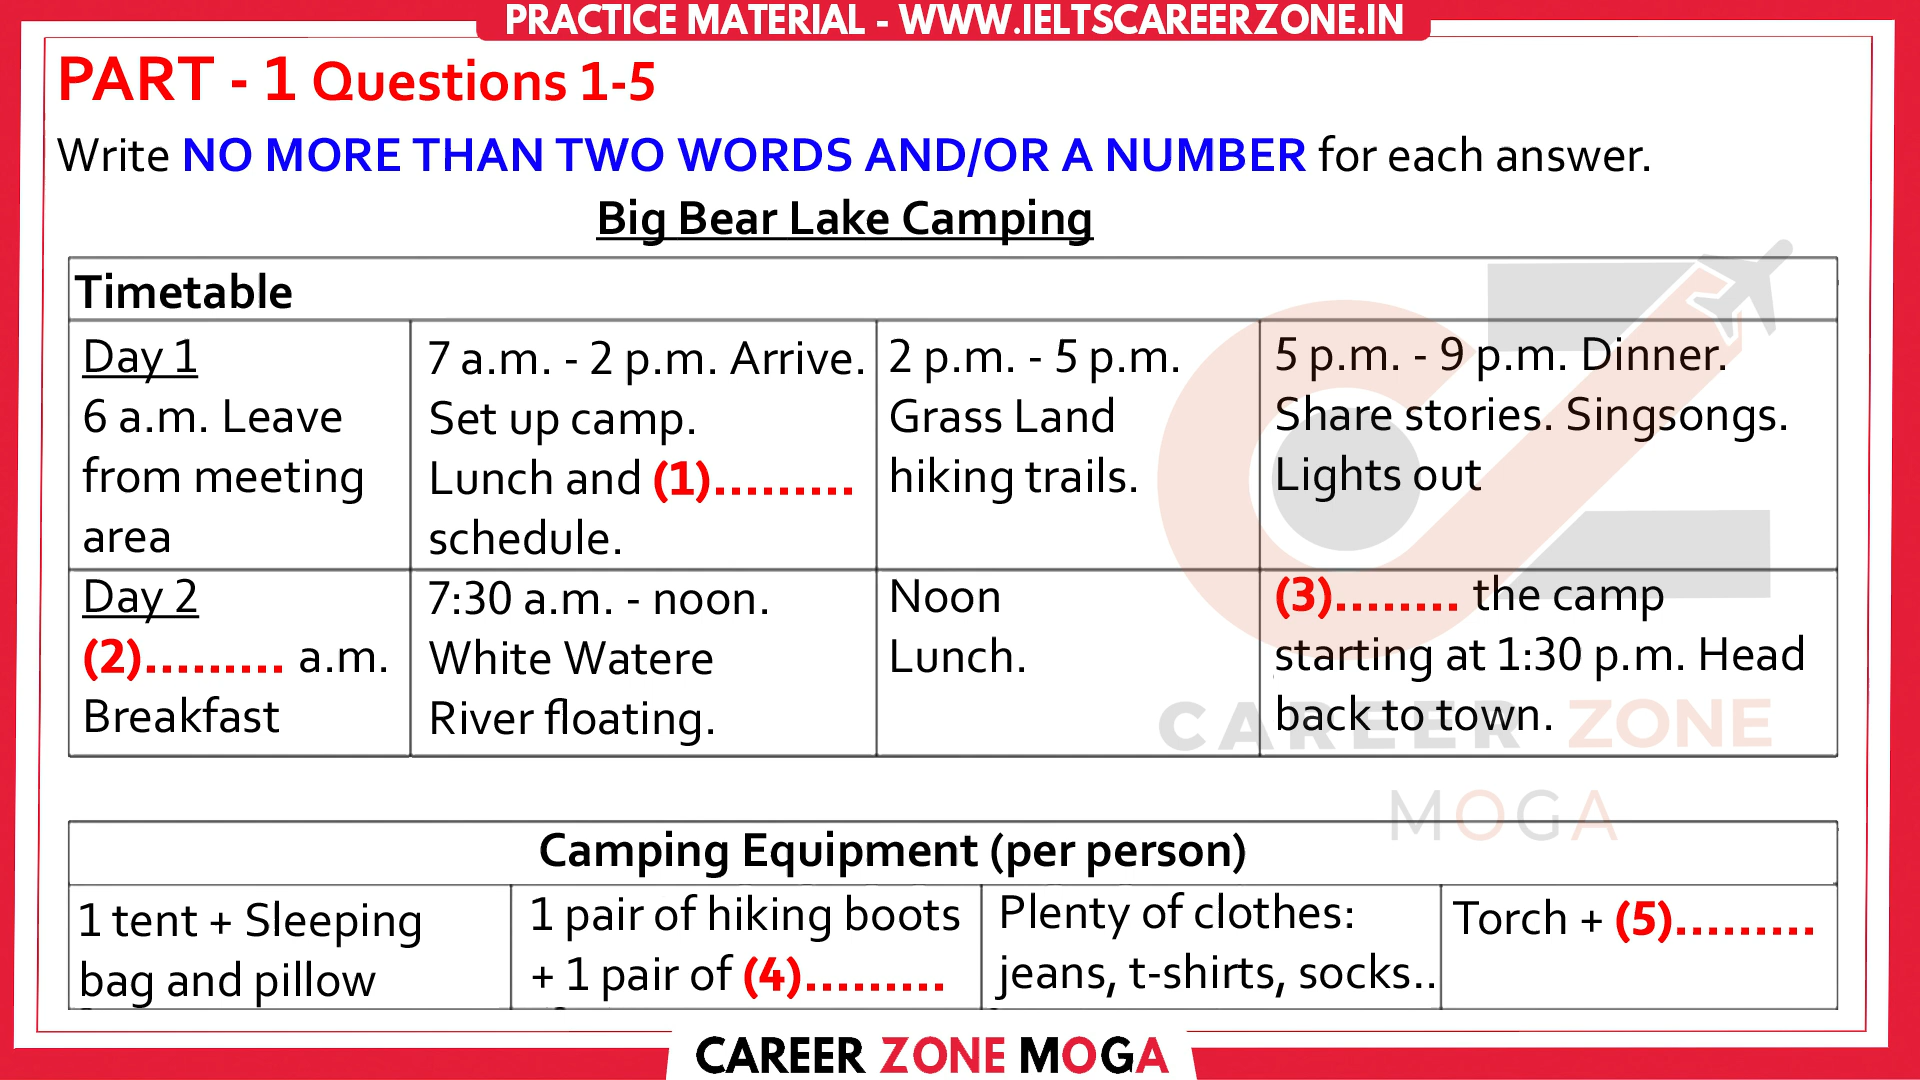 PRACTICE MATERIAL - WWW.IELTSCAREERZONE.IN
PART - 1 Questions 1-5
Write NO MORE THAN TWO WORDS AND/OR A NUMBER for each answer.
Big Bear Lake Camping
Timetable
Day 1
6 a.m. Leave
from meeting
area
7 a.m. - 2 p.m. Arrive.
Set up camp.
Lunch and (1).........
schedule.
2 p.m. - 5 p.m.
Grass Land
hiking trails.
5 p.m. - 9 p.m. Dinner.
Share stories. Singsongs.
Lights out
Day 2
(2)......... a.m.
Breakfast
7:30 a.m. - noon.
White Watere
River floating.
Noon
Lunch.
(3)........ the camp
starting at 1:30 p.m. Head
back to town.
CAREER ZONE
MOGA
Camping Equipment (per person)
1 tent + Sleeping
bag and pillow
1 pair of hiking boots
+ 1 pair of (4).........
Plenty of clothes:
jeans, t-shirts, socks..
Torch + (5).........
CAREER ZONE MOGA